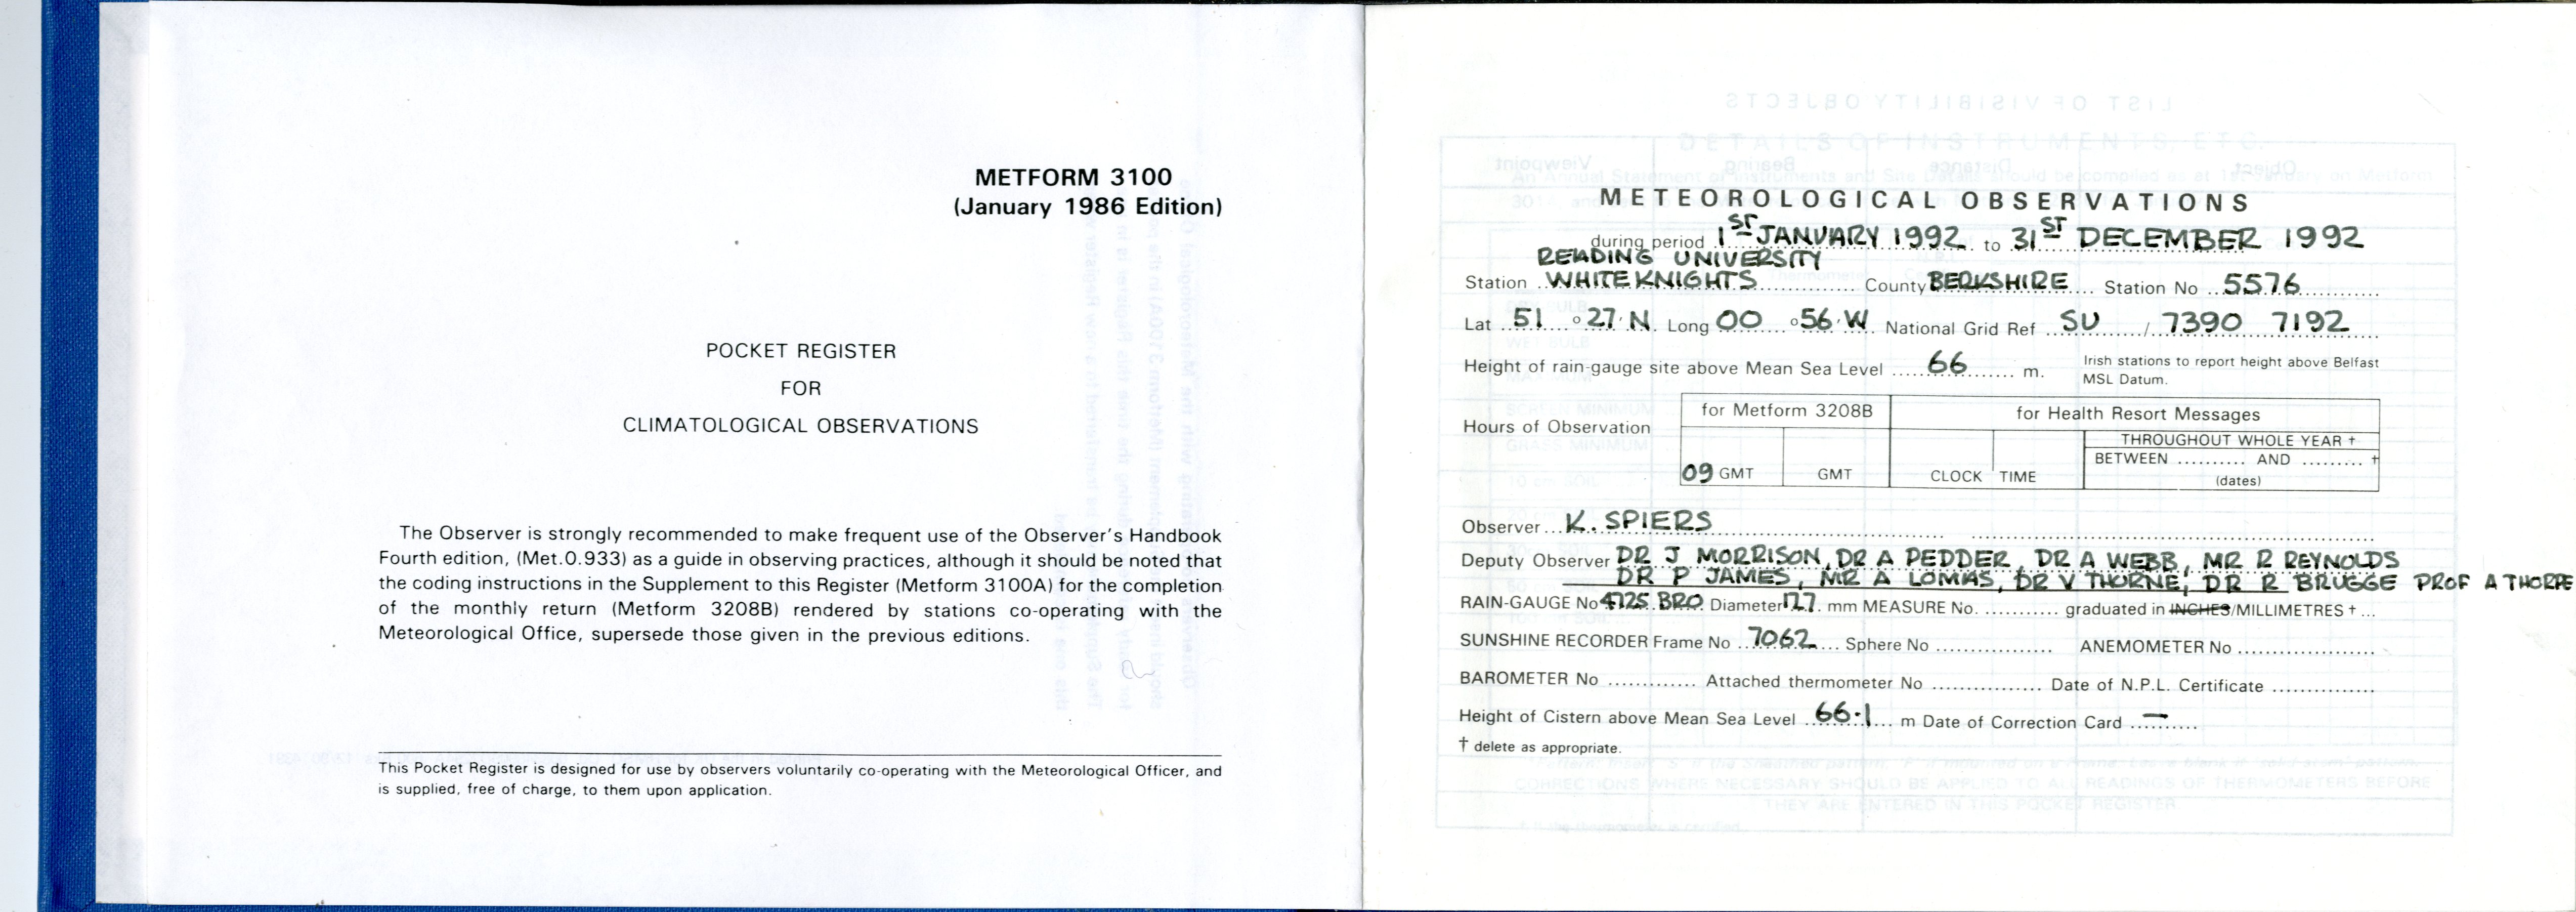 METFORM 3100
(January 1986 Edition)
POCKET REGISTER
FOR
CLIMATOLOGICAL OBSERVATIONS
The Observer is strongly recommended to make frequent use of the Observer's Handbook
Fourth edition, (Met.0.933) as a guide in observing practices, although it should be noted that
the coding instructions in the Supplement to this Register (Metform 3100A) for the completion
of the monthly return (Metform 3208B) rendered by stations co-operating with the
Meteorological Office, supersede those given in the previous editions.
This Pocket Register is designed for use by observers voluntarily co-operating with the Meteorological Officer, and
is supplied, free of charge, to them upon application.
METEOROLOGICAL OBSERVATIONS
during period 1ST JANUARY 1992 to 31ST DECEMBER 1992
READING UNIVERSITY
Station WHITEKNIGHTS County BERKSHIRE Station No 5576
Lat 51 ° 27' N. Long 00 ° 56' W National Grid Ref SU / 7390 7192
Height of rain-gauge site above Mean Sea Level 66 m. Irish stations to report height above Belfast
MSL Datum.
for Metform 3208B for Health Resort Messages
Hours of Observation
THROUGHOUT WHOLE YEAR †
BETWEEN .......... AND ......... †
09 GMT GMT CLOCK TIME (dates)
Observer K. SPIERS
Deputy Observer DR J MORRISON, DR A PEDDER, DR A WEBB, MR R REYNOLDS
DR P JAMES, MR A LOMAS, DR V THORNE, DR R BRUGGE PROF A THORPE
RAIN-GAUGE No 4725 BRO. Diameter 127 mm MEASURE No. ........... graduated in INCHES/MILLIMETRES † ...
SUNSHINE RECORDER Frame No 7062 Sphere No ................ ANEMOMETER No ...................
BAROMETER No ............. Attached thermometer No ............... Date of N.P.L. Certificate ..............
Height of Cistern above Mean Sea Level 66·1 m Date of Correction Card —
† delete as appropriate.